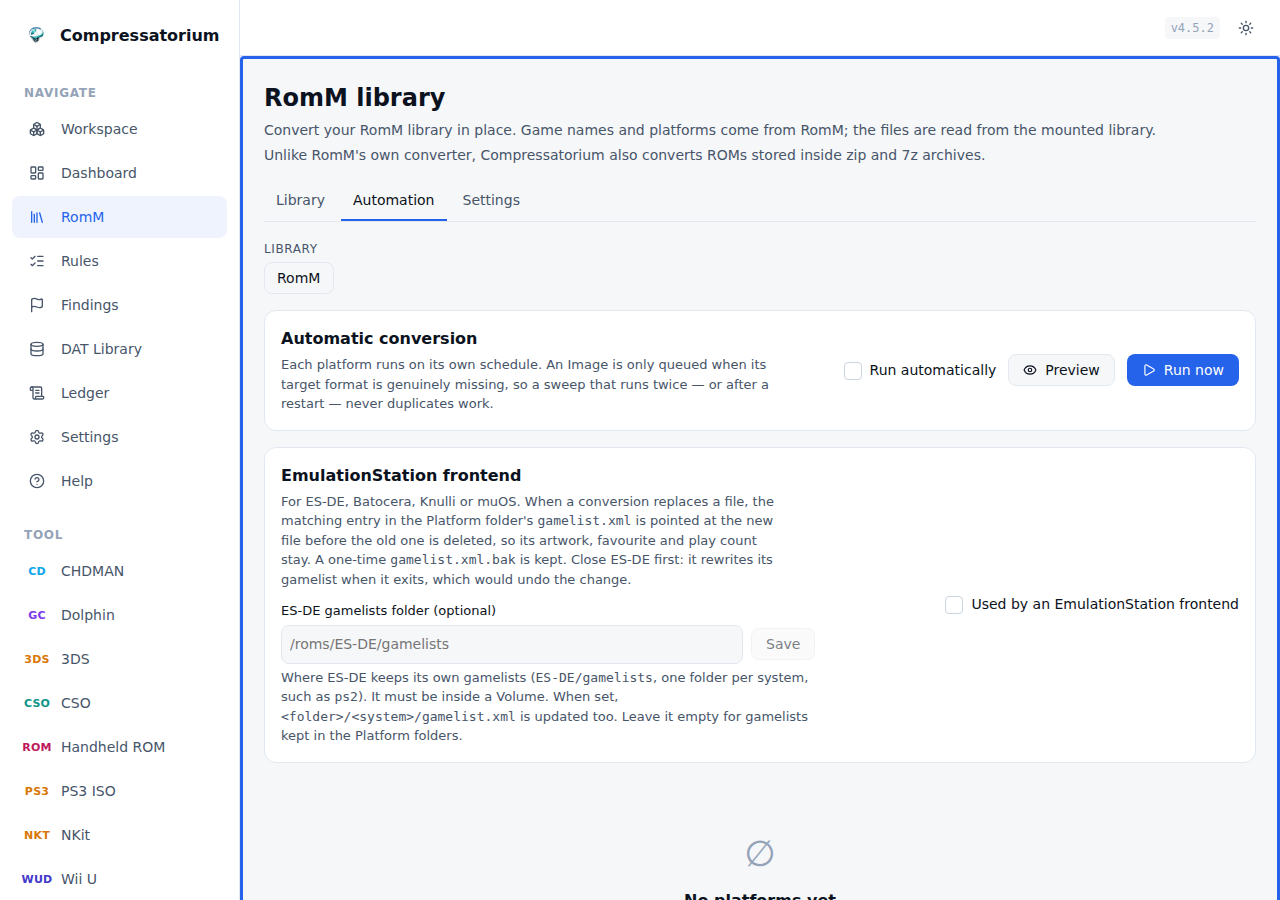 Compressatorium
v4.5.2
NAVIGATE
Workspace
Dashboard
RomM
Rules
Findings
DAT Library
Ledger
Settings
Help
TOOL
CD CHDMAN
GC Dolphin
3DS 3DS
CSO CSO
ROM Handheld ROM
PS3 PS3 ISO
NKT NKit
WUD Wii U
RomM library
Convert your RomM library in place. Game names and platforms come from RomM; the files are read from the mounted library.
Unlike RomM's own converter, Compressatorium also converts ROMs stored inside zip and 7z archives.
Library Automation Settings
LIBRARY
RomM
Automatic conversion
Each platform runs on its own schedule. An Image is only queued when its
target format is genuinely missing, so a sweep that runs twice — or after a
restart — never duplicates work.
Run automatically
Preview
Run now
EmulationStation frontend
For ES-DE, Batocera, Knulli or muOS. When a conversion replaces a file, the
matching entry in the Platform folder's gamelist.xml is pointed at the new
file before the old one is deleted, so its artwork, favourite and play count
stay. A one-time gamelist.xml.bak is kept. Close ES-DE first: it rewrites its
gamelist when it exits, which would undo the change.
ES-DE gamelists folder (optional)
/roms/ES-DE/gamelists
Save
Where ES-DE keeps its own gamelists (ES-DE/gamelists, one folder per system,
such as ps2). It must be inside a Volume. When set,
<folder>/<system>/gamelist.xml is updated too. Leave it empty for gamelists
kept in the Platform folders.
Used by an EmulationStation frontend
No platforms yet